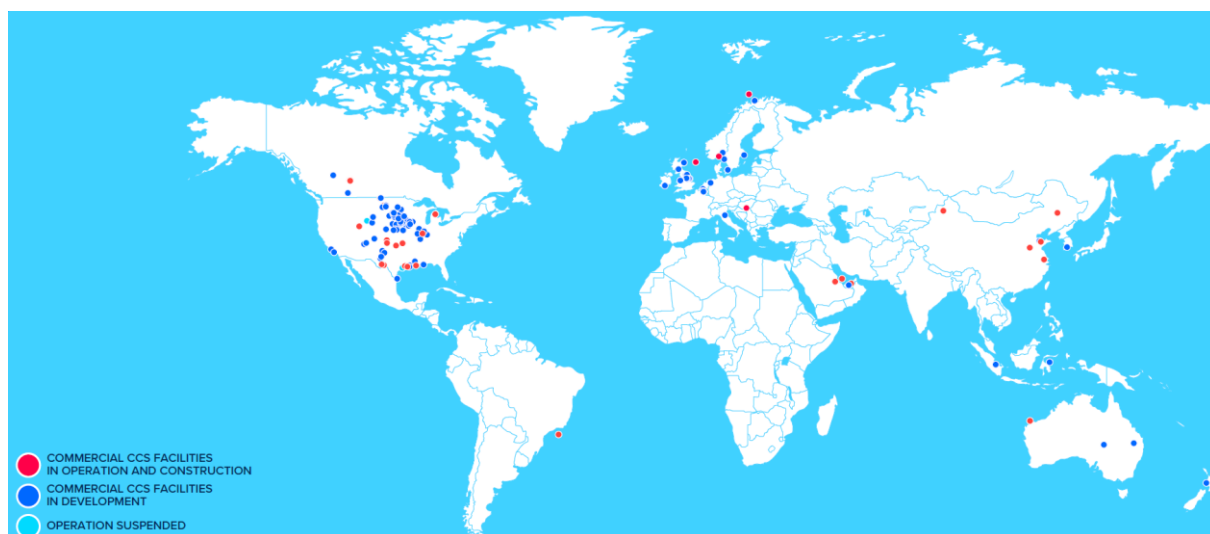 COMMERCIAL CCS FACILITIES
IN OPERATION AND CONSTRUCTION
COMMERCIAL CCS FACILITIES
IN DEVELOPMENT
OPERATION SUSPENDED